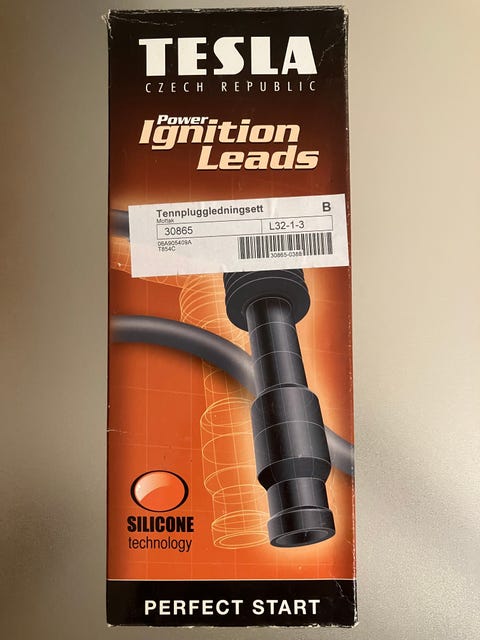 TESLA
CZECH REPUBLIC
Power
Ignition
Leads
Tennpluggledningsett B
Mottak
30865 L32-1-3
06A905409A
T854C
30865-0388
SILICONE
technology
PERFECT START